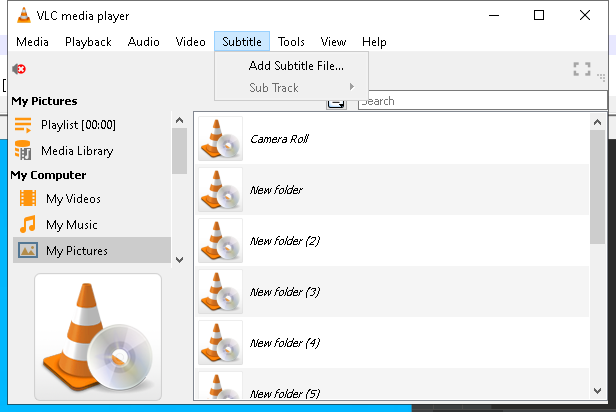 VLC media player
Media Playback Audio Video Subtitle Tools View Help
Add Subtitle File...
Sub Track
My Pictures
Search
Playlist [00:00]
Media Library
My Computer
My Videos
My Music
My Pictures
Camera Roll
New folder
New folder (2)
New folder (3)
New folder (4)
New folder (5)